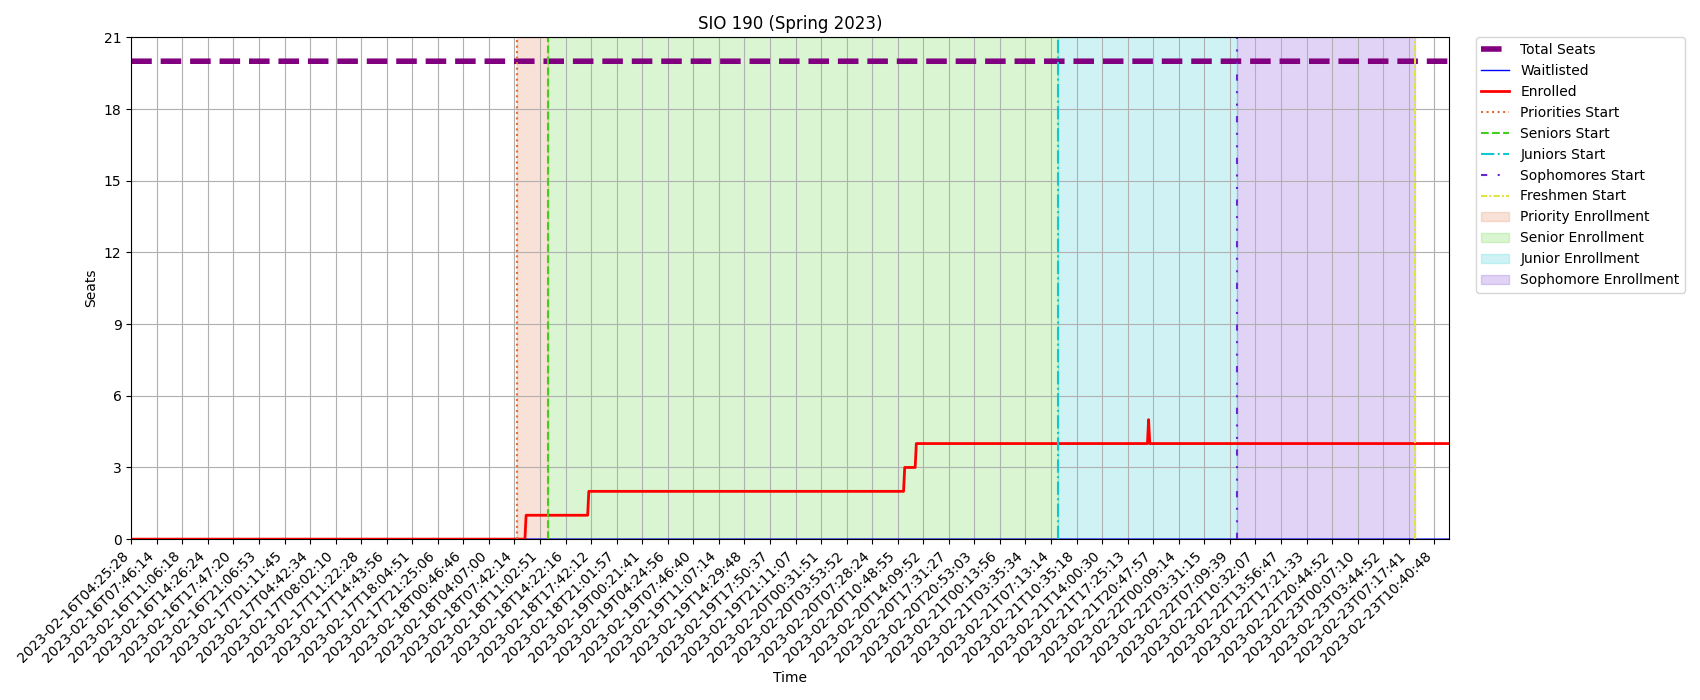 SIO 190 (Spring 2023)
21
18
15
12
9
6
3
0
Seats
2023-02-16T04:25:28
2023-02-16T07:46:14
2023-02-16T11:06:18
2023-02-16T14:26:24
2023-02-16T17:47:20
2023-02-16T21:06:53
2023-02-17T01:11:45
2023-02-17T04:42:34
2023-02-17T08:02:10
2023-02-17T11:22:28
2023-02-17T14:43:56
2023-02-17T18:04:51
2023-02-17T21:25:06
2023-02-18T00:46:46
2023-02-18T04:07:00
2023-02-18T07:42:14
2023-02-18T11:02:51
2023-02-18T14:22:16
2023-02-18T17:42:12
2023-02-18T21:01:57
2023-02-19T00:21:41
2023-02-19T04:24:56
2023-02-19T07:46:40
2023-02-19T11:07:14
2023-02-19T14:29:48
2023-02-19T17:50:37
2023-02-19T21:11:07
2023-02-20T00:31:51
2023-02-20T03:53:52
2023-02-20T07:28:24
2023-02-20T10:48:55
2023-02-20T14:09:52
2023-02-20T17:31:27
2023-02-20T20:53:03
2023-02-21T00:13:56
2023-02-21T03:35:34
2023-02-21T07:13:14
2023-02-21T10:35:18
2023-02-21T14:00:30
2023-02-21T17:25:13
2023-02-21T20:47:57
2023-02-22T00:09:14
2023-02-22T03:31:15
2023-02-22T07:09:39
2023-02-22T10:32:07
2023-02-22T13:56:47
2023-02-22T17:21:33
2023-02-22T20:44:52
2023-02-23T00:07:10
2023-02-23T03:44:52
2023-02-23T07:17:41
2023-02-23T10:40:48
Time
Total Seats
Waitlisted
Enrolled
Priorities Start
Seniors Start
Juniors Start
Sophomores Start
Freshmen Start
Priority Enrollment
Senior Enrollment
Junior Enrollment
Sophomore Enrollment